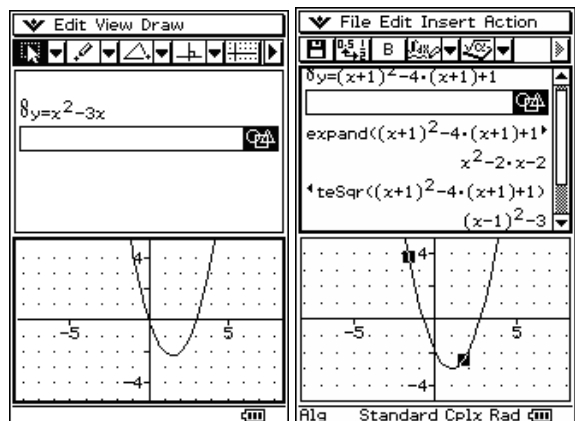 Edit View Draw
y=x²-3x
4
-5
5
-4
File Edit Insert Action
B
y=(x+1)²-4·(x+1)+1
expand((x+1)²-4·(x+1)+1
x²-2·x-2
teSqr((x+1)²-4·(x+1)+1)
(x-1)²-3
4
-5
5
-4
Alg Standard Cplx Rad